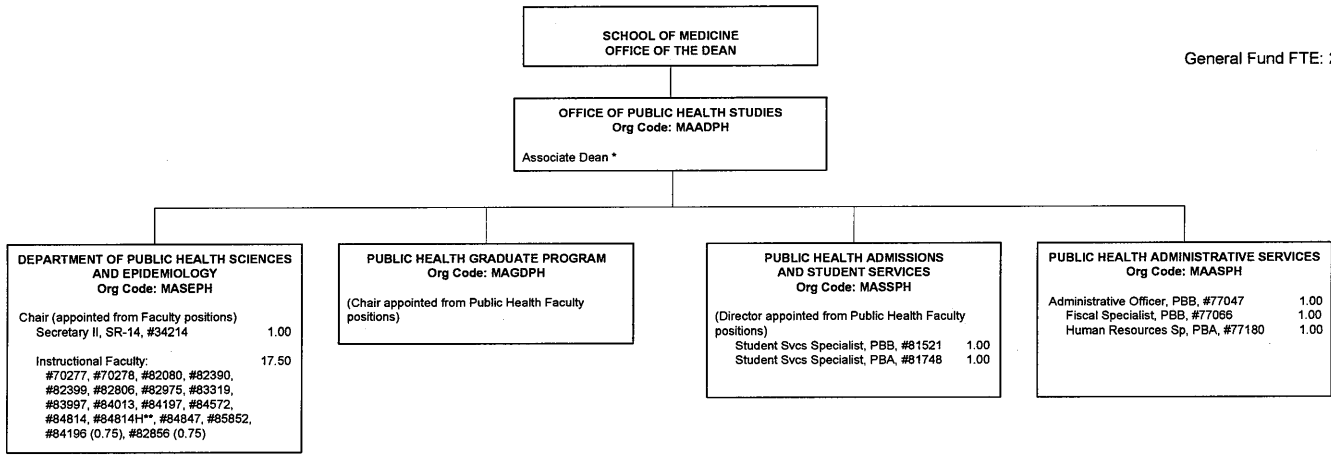 SCHOOL OF MEDICINE
OFFICE OF THE DEAN
General Fund FTE:
OFFICE OF PUBLIC HEALTH STUDIES
Org Code: MAADPH
Associate Dean *
DEPARTMENT OF PUBLIC HEALTH SCIENCES
AND EPIDEMIOLOGY
Org Code: MASEPH
Chair (appointed from Faculty positions)
Secretary II, SR-14, #34214 1.00
Instructional Faculty: 17.50
#70277, #70278, #82080, #82390,
#82399, #82806, #82975, #83319,
#83997, #84013, #84197, #84572,
#84814, #84814H**, #84847, #85852,
#84196 (0.75), #82856 (0.75)
PUBLIC HEALTH GRADUATE PROGRAM
Org Code: MAGDPH
(Chair appointed from Public Health Faculty
positions)
PUBLIC HEALTH ADMISSIONS
AND STUDENT SERVICES
Org Code: MASSPH
(Director appointed from Public Health Faculty
positions)
Student Svcs Specialist, PBB, #81521 1.00
Student Svcs Specialist, PBA, #81748 1.00
PUBLIC HEALTH ADMINISTRATIVE SERVICES
Org Code: MAASPH
Administrative Officer, PBB, #77047 1.00
Fiscal Specialist, PBB, #77066 1.00
Human Resources Sp, PBA, #77180 1.00